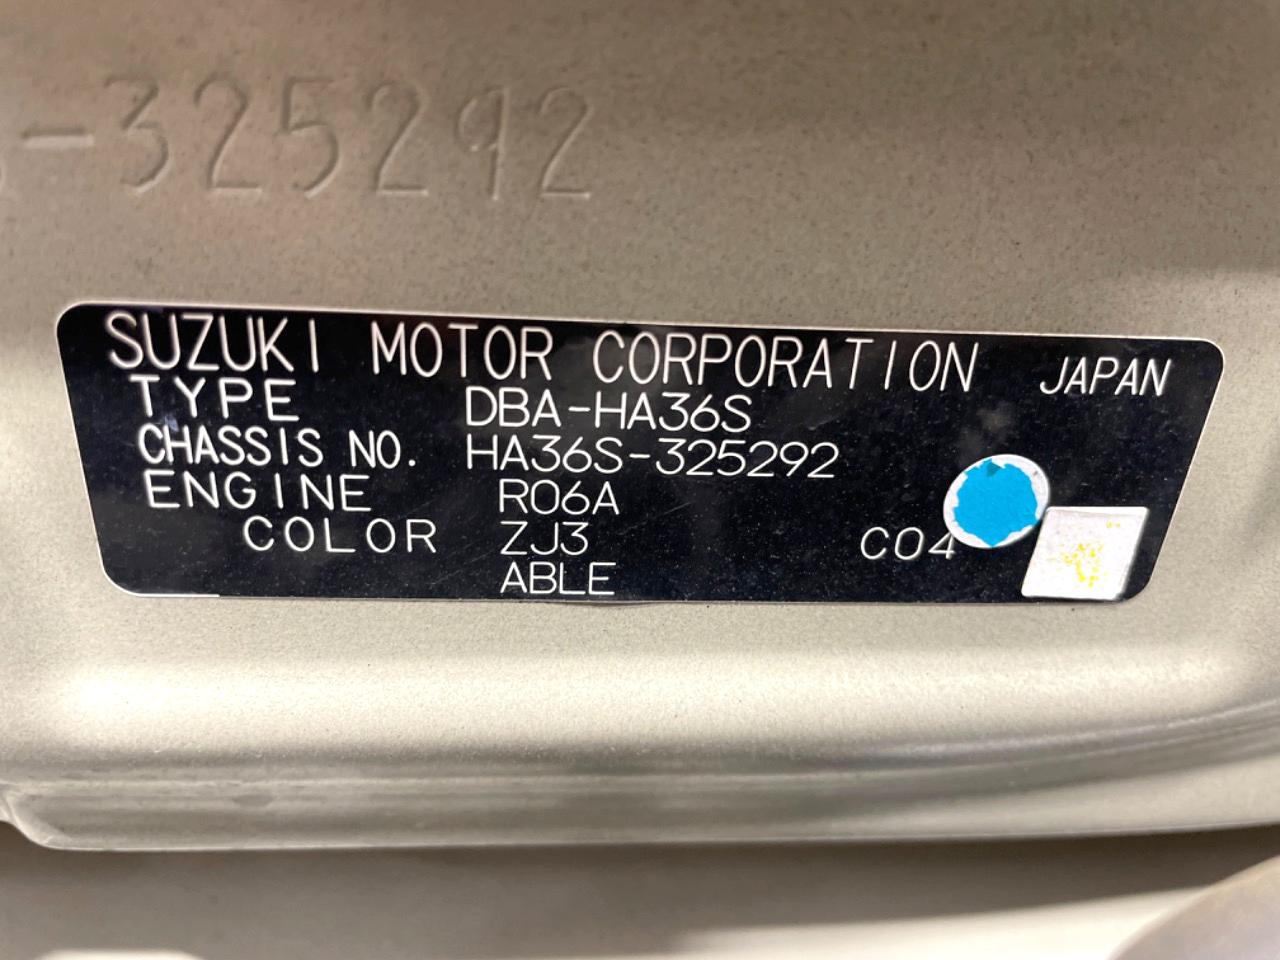 -325292
SUZUKI MOTOR CORPORATION JAPAN
TYPE DBA-HA36S
CHASSIS NO. HA36S-325292
ENGINE R06A
COLOR ZJ3 C04
ABLE